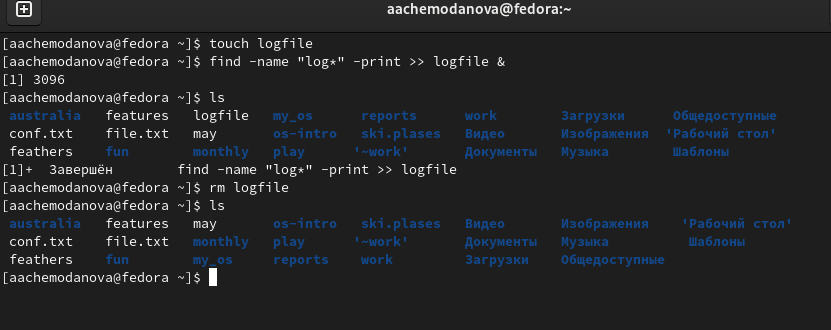 aachemodanova@fedora:~
[aachemodanova@fedora ~]$ touch logfile
[aachemodanova@fedora ~]$ find -name "log*" -print >> logfile &
[1] 3096
[aachemodanova@fedora ~]$ ls
australia features logfile my_os reports work Загрузки Общедоступные
conf.txt file.txt may os-intro ski.plases Видео Изображения 'Рабочий стол'
feathers fun monthly play '~work' Документы Музыка Шаблоны
[1]+ Завершён find -name "log*" -print >> logfile
[aachemodanova@fedora ~]$ rm logfile
[aachemodanova@fedora ~]$ ls
australia features may os-intro ski.plases Видео Изображения 'Рабочий стол'
conf.txt file.txt monthly play '~work' Документы Музыка Шаблоны
feathers fun my_os reports work Загрузки Общедоступные
[aachemodanova@fedora ~]$